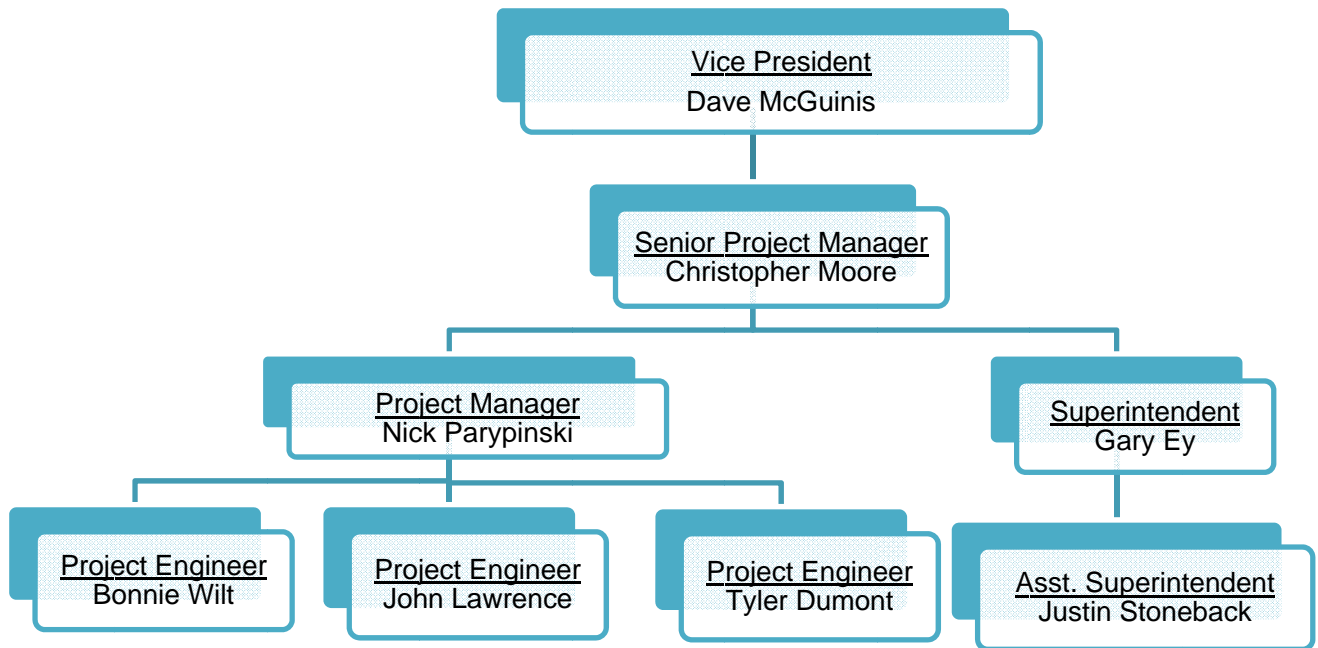 Vice President
Dave McGuinis
Senior Project Manager
Christopher Moore
Project Manager
Nick Parypinski
Superintendent
Gary Ey
Project Engineer
Bonnie Wilt
Project Engineer
John Lawrence
Project Engineer
Tyler Dumont
Asst. Superintendent
Justin Stoneback